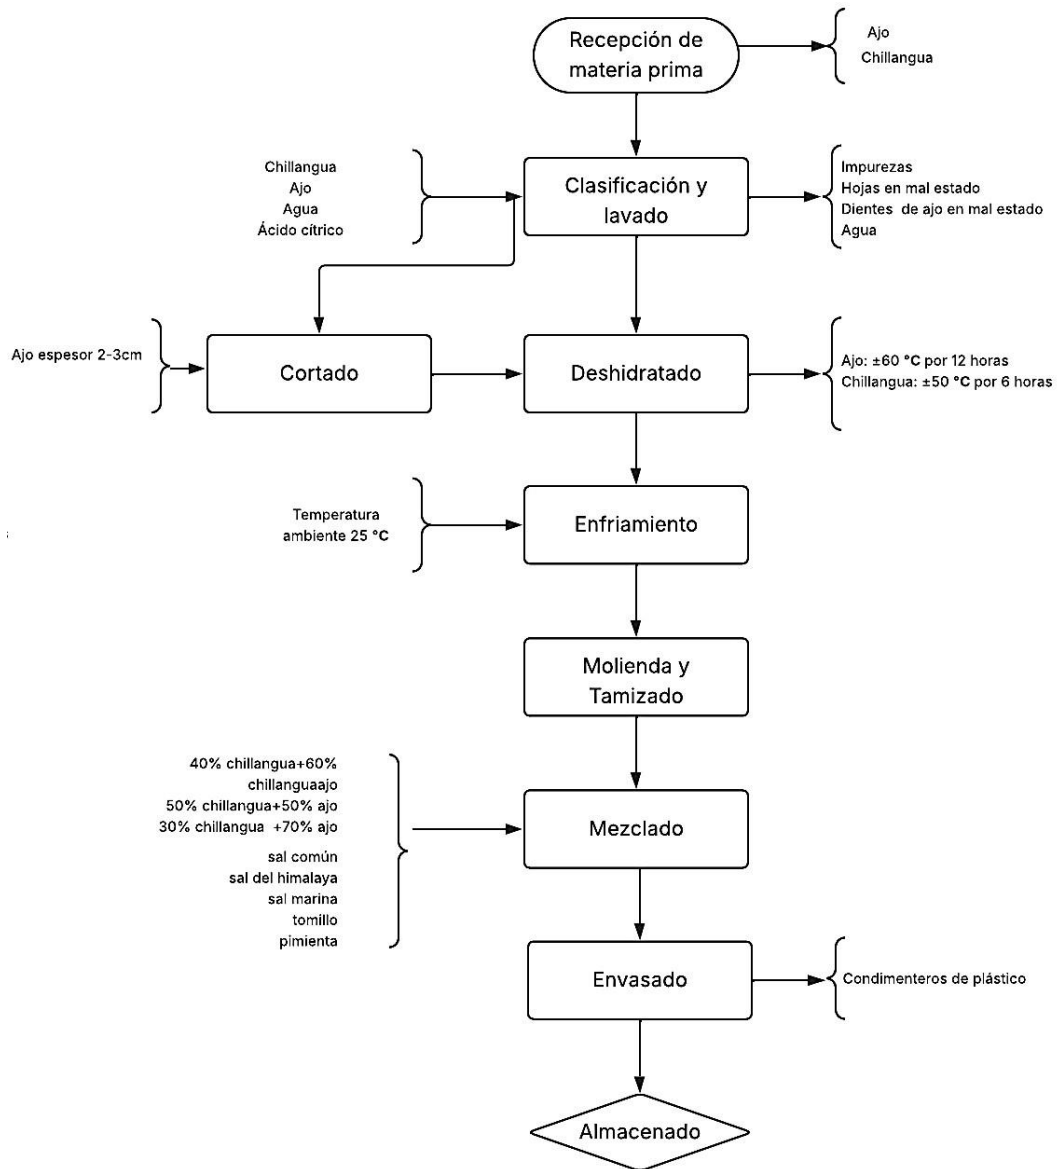 Recepción de
materia prima
Ajo
Chillangua
Chillangua
Ajo
Agua
Ácido cítrico
Clasificación y
lavado
Impurezas
Hojas en mal estado
Dientes de ajo en mal estado
Agua
Ajo espesor 2-3cm
Cortado
Deshidratado
Ajo: ±60 °C por 12 horas
Chillangua: ±50 °C por 6 horas
Temperatura
ambiente 25 °C
Enfriamiento
Molienda y
Tamizado
40% chillangua+60%
chillanguaajo
50% chillangua+50% ajo
30% chillangua +70% ajo
sal común
sal del himalaya
sal marina
tomillo
pimienta
Mezclado
Envasado
Condimenteros de plástico
Almacenado